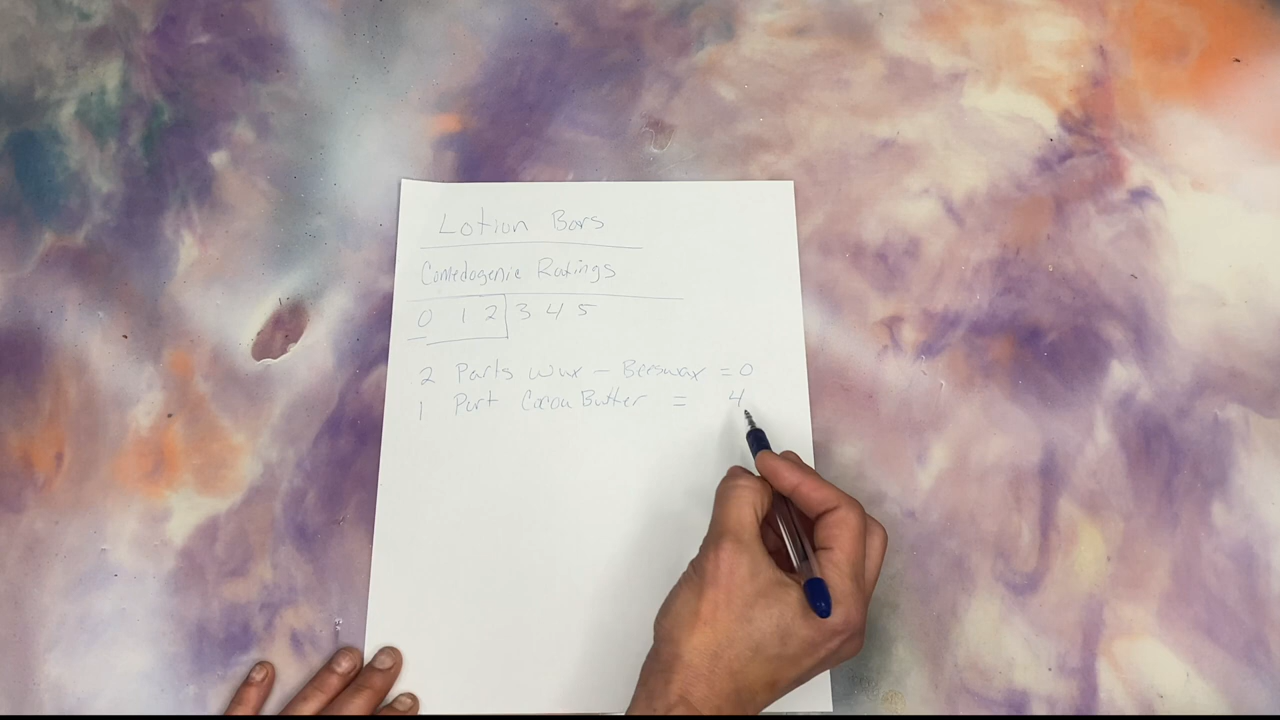 Lotion Bars
Comedogenic Ratings
0 1 2 3 4 5
2 Parts Wax - Beeswax = 0
1 Part Cocoa Butter = 4